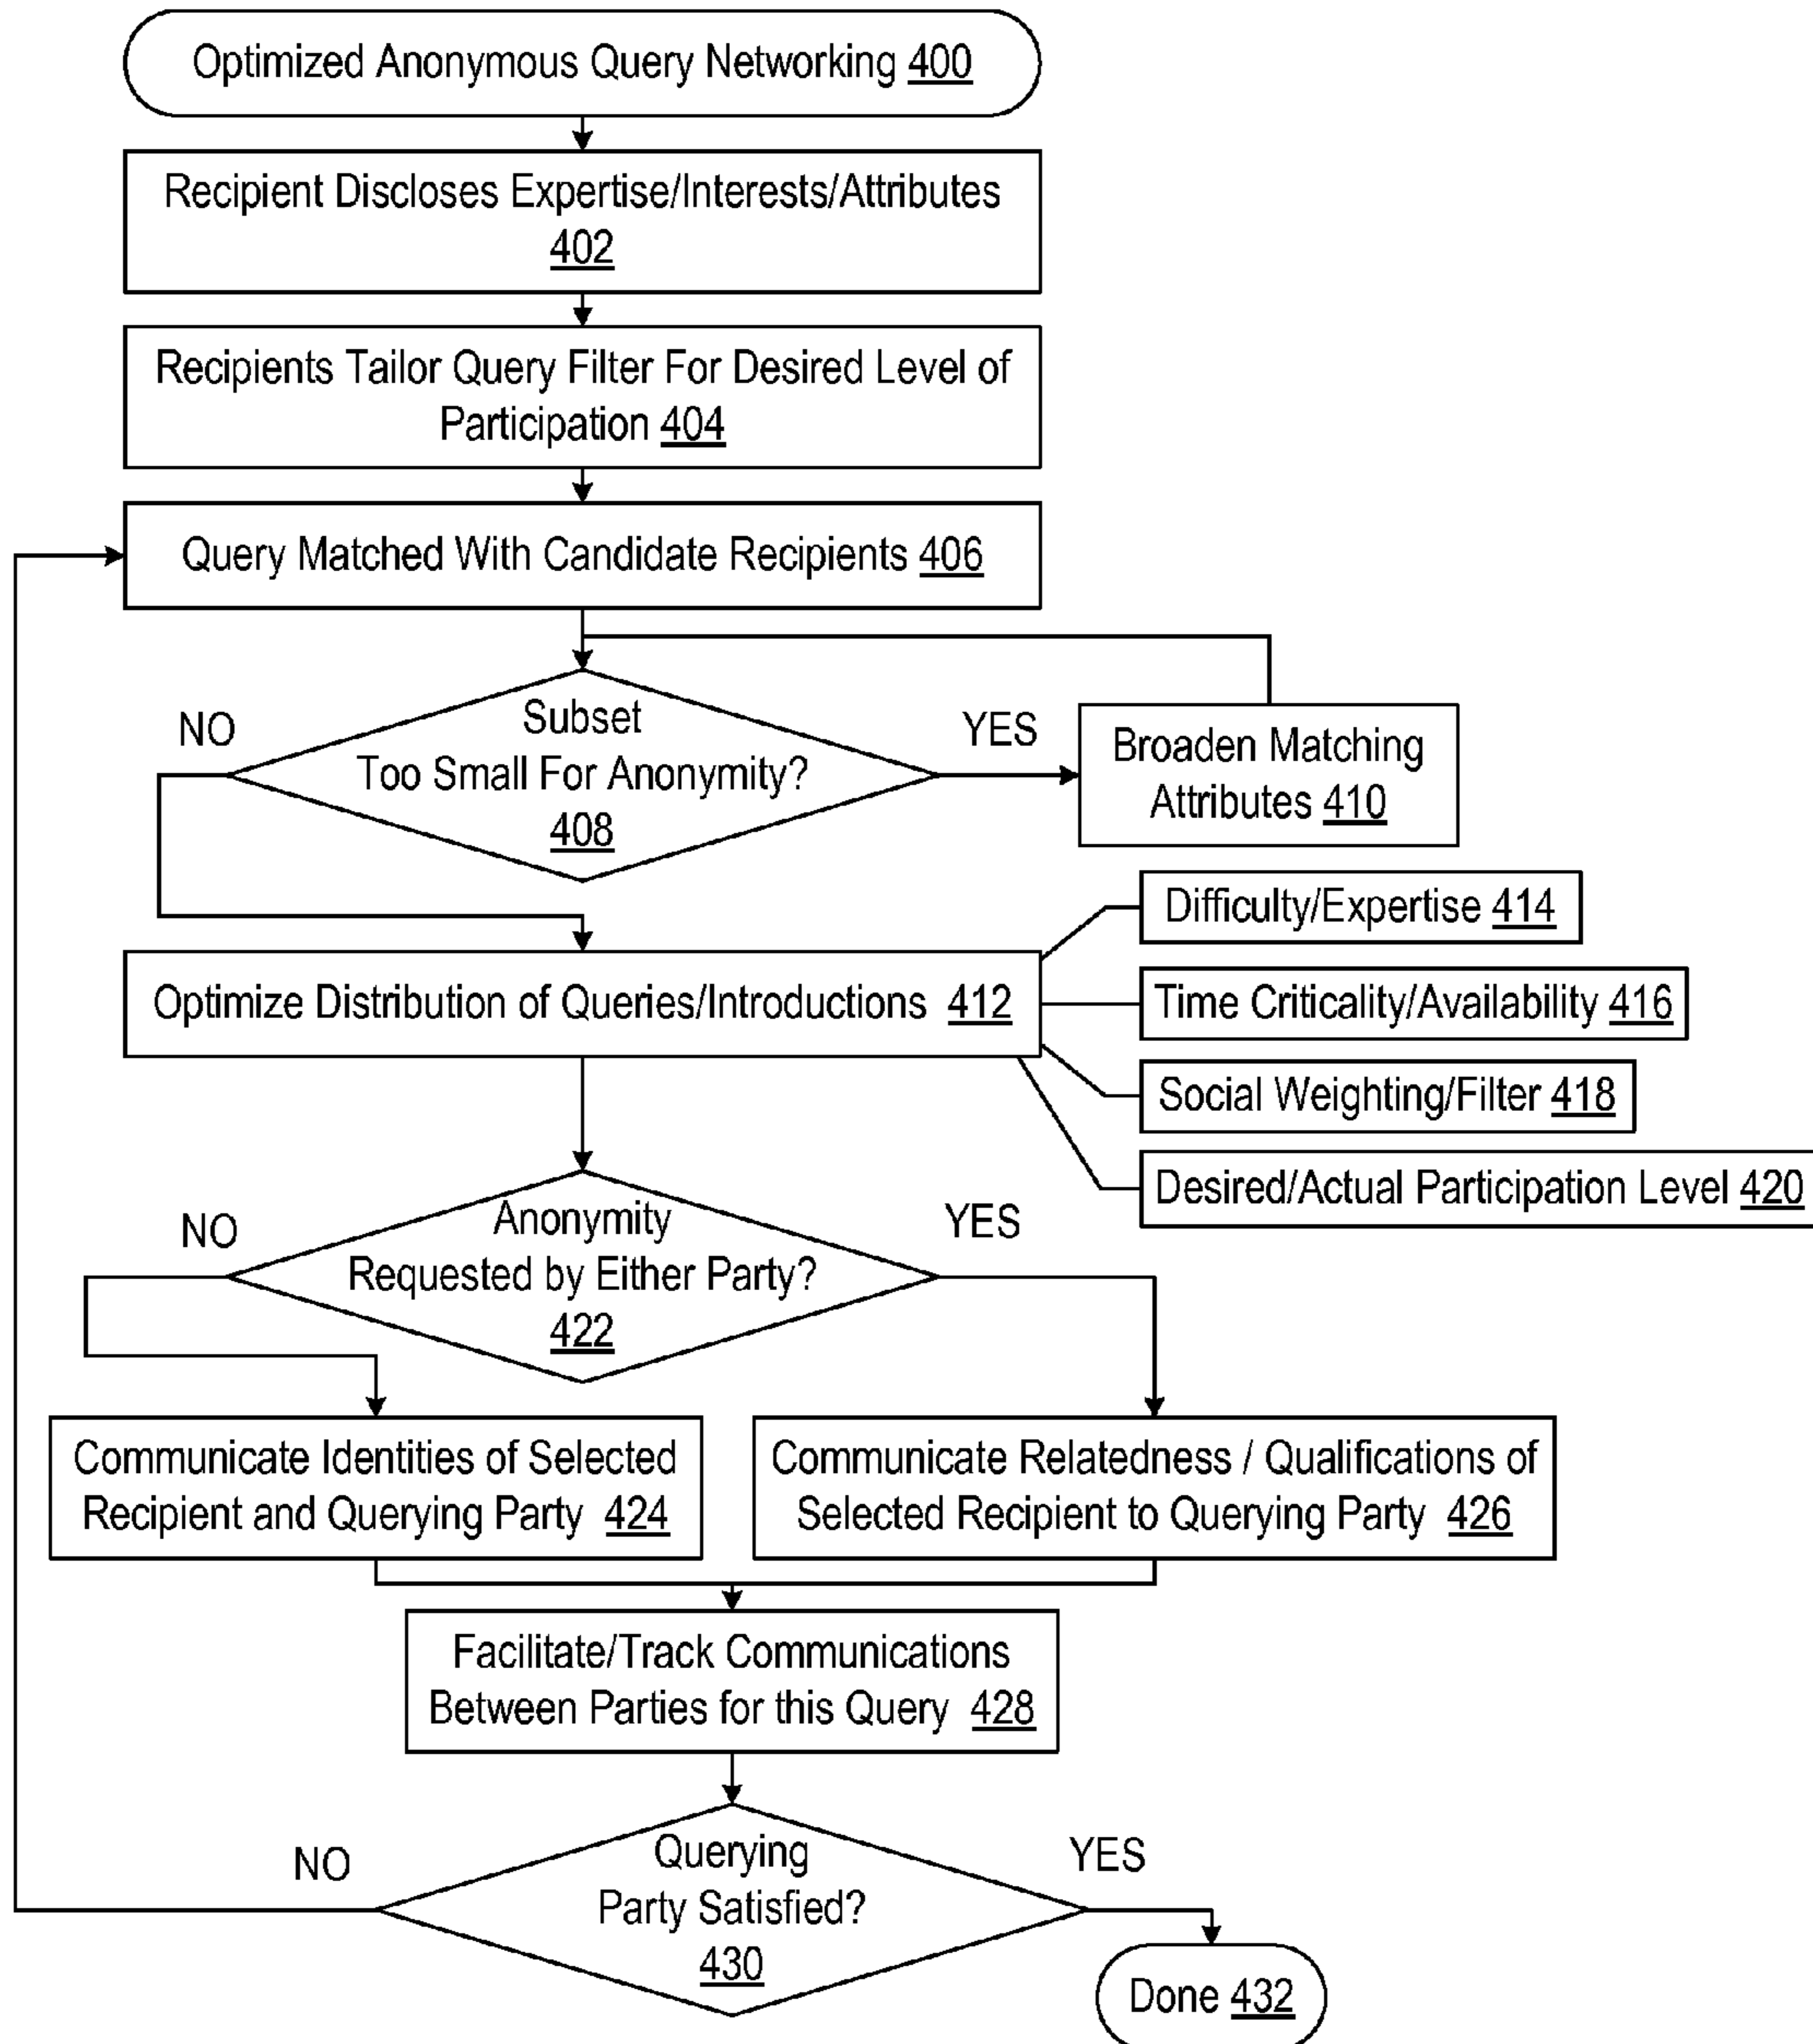 Optimized Anonymous Query Networking 400
Recipient Discloses Expertise/Interests/Attributes
402
Recipients Tailor Query Filter For Desired Level of
Participation 404
Query Matched With Candidate Recipients 406
NO
Subset
Too Small For Anonymity?
408
YES
Broaden Matching
Attributes 410
Optimize Distribution of Queries/Introductions 412
Difficulty/Expertise 414
Time Criticality/Availability 416
Social Weighting/Filter 418
Desired/Actual Participation Level 420
NO
Anonymity
Requested by Either Party?
422
YES
Communicate Identities of Selected
Recipient and Querying Party 424
Communicate Relatedness / Qualifications of
Selected Recipient to Querying Party 426
Facilitate/Track Communications
Between Parties for this Query 428
NO
Querying
Party Satisfied?
430
YES
Done 432